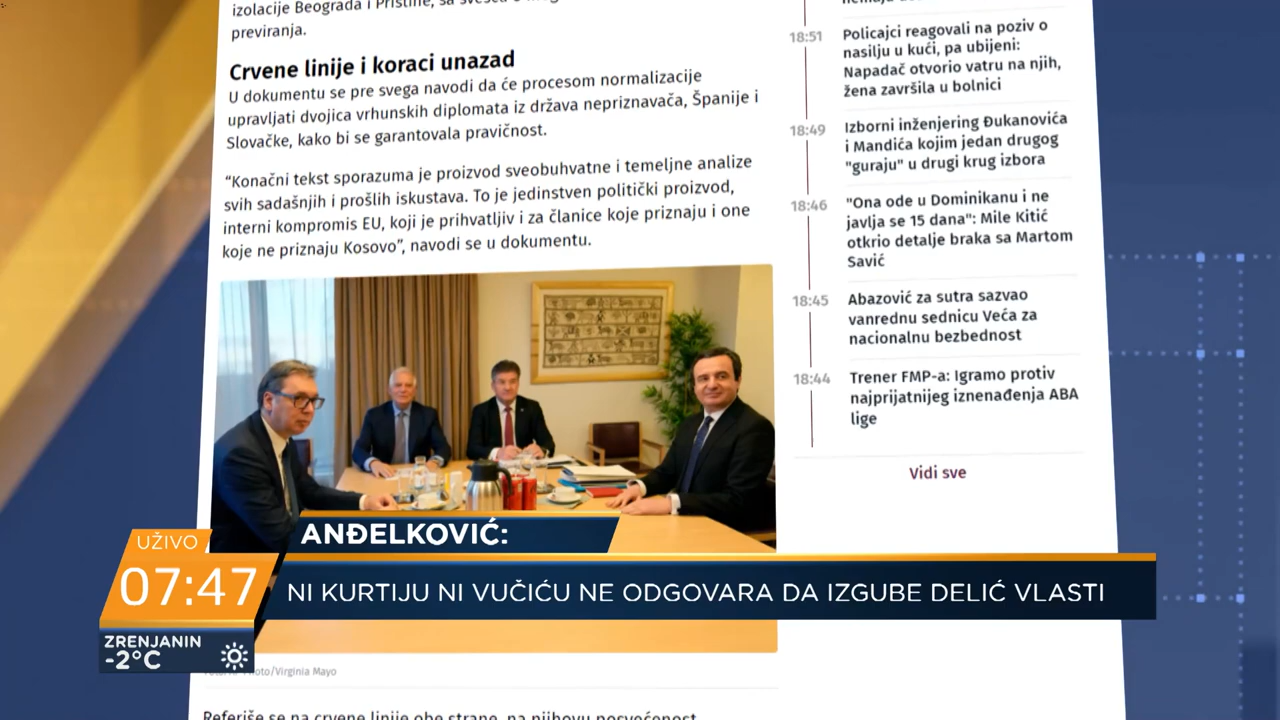 izolacije Beograda i Prištine, sa
previranja.
Crvene linije i koraci unazad
U dokumentu se pre svega navodi da će procesom normalizacije
upravljati dvojica vrhunskih diplomata iz država nepriznavača, Španije i
Slovačke, kako bi se garantovala pravičnost.
“Konačni tekst sporazuma je proizvod sveobuhvatne i temeljne analize
svih sadašnjih i prošlih iskustava. To je jedinstven politički proizvod,
interni kompromis EU, koji je prihvatljiv i za članice koje priznaju i one
koje ne priznaju Kosovo”, navodi se u dokumentu.
18:51
Policajci reagovali na poziv o
nasilju u kući, pa ubijeni:
Napadač otvorio vatru na njih,
žena završila u bolnici
18:49
Izborni inženjering Đukanovića
i Mandića kojim jedan drugog
"guraju" u drugi krug izbora
18:46
"Ona ode u Dominikanu i ne
javlja se 15 dana": Mile Kitić
otkrio detalje braka sa Martom
Savić
18:45
Abazović za sutra sazvao
vanrednu sednicu Veća za
nacionalnu bezbednost
18:44
Trener FMP-a: Igramo protiv
najprijatnijeg iznenađenja ABA
lige
Vidi sve
ANĐELKOVIĆ:
UŽIVO
07:47
NI KURTIJU NI VUČIĆU NE ODGOVARA DA IZGUBE DELIĆ VLASTI
ZRENJANIN
-2°C
/Virginia Mayo
Referiše se na crvene linije obe strane, na njihovu posvećenost